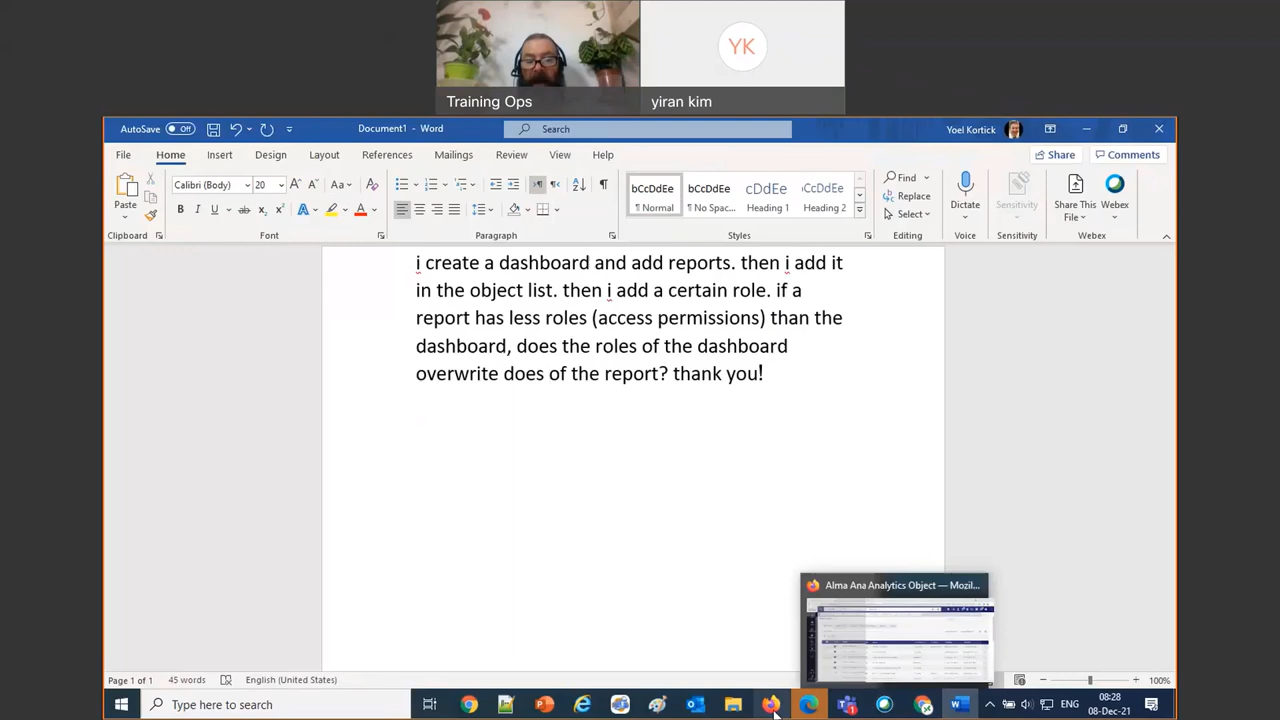 YK
Training Ops
yiran kim
AutoSave Off
Document1 - Word
Search
Yoel Kortick
File Home Insert Design Layout References Mailings Review View Help
Share Comments
Paste
Calibri (Body) 20
Aa
B I U ab x₂ x² A A
bCcDdEe bCcDdEe cDdEe cCcDdEe
¶ Normal ¶ No Spac... Heading 1 Heading 2
Find
Replace
Select
Dictate
Sensitivity
Share This File
Webex
Clipboard Font Paragraph Styles Editing Voice Sensitivity Webex
i create a dashboard and add reports. then i add it
in the object list. then i add a certain role. if a
report has less roles (access permissions) than the
dashboard, does the roles of the dashboard
overwrite does of the report? thank you!
Alma Ana Analytics Object — Mozil...
Page 1 of 1 45 words English (United States) 100%
Type here to search
ENG
08:28
08-Dec-21